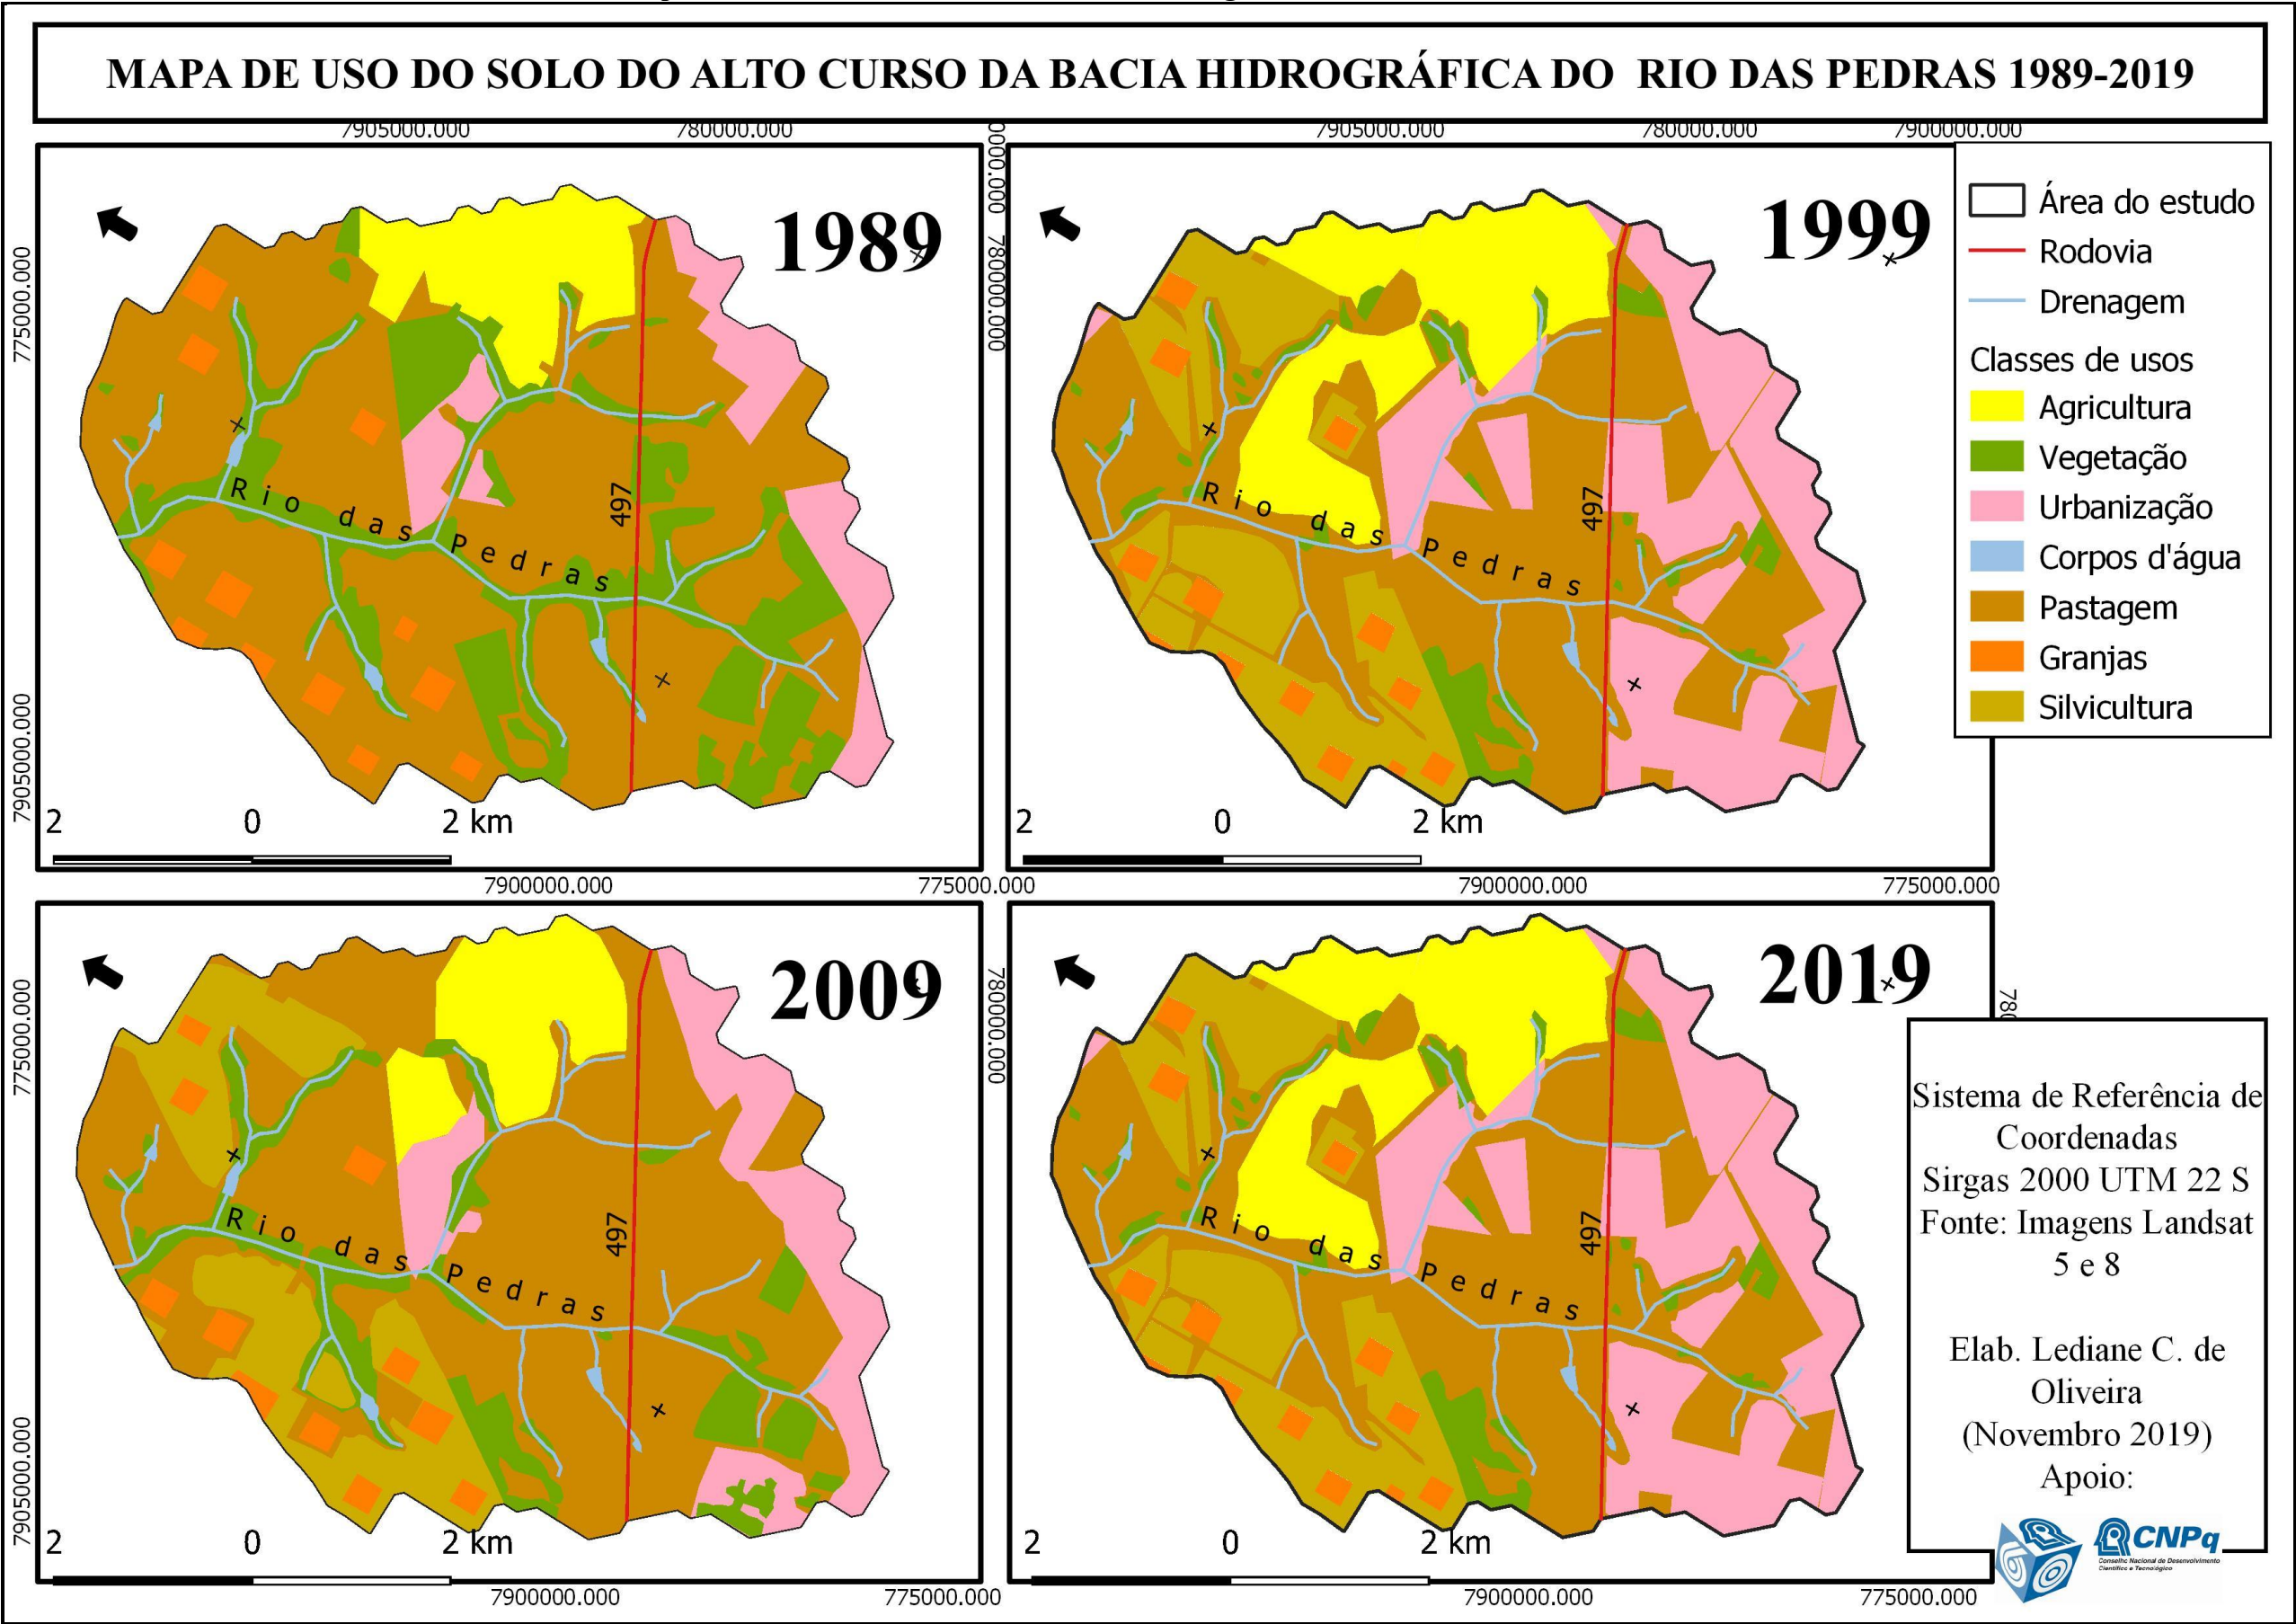 MAPA DE USO DO SOLO DO ALTO CURSO DA BACIA HIDROGRÁFICA DO RIO DAS PEDRAS 1989-2019
7905000.000
780000.000
7905000.000
780000.000
7900000.000
1989
775000.000
7905000.000
Rio das Pedras
497
2 0 2 km
7900000.000
775000.000
1999
780000.000
Rio das Pedras
497
2 0 2 km
7900000.000
775000.000
Área do estudo
Rodovia
Drenagem
Classes de usos
Agricultura
Vegetação
Urbanização
Corpos d'água
Pastagem
Granjas
Silvicultura
2009
775000.000
7905000.000
Rio das Pedras
497
2 0 2 km
7900000.000
775000.000
2019
780000.000
Rio das Pedras
497
2 0 2 km
7900000.000
775000.000
Sistema de Referência de
Coordenadas
Sirgas 2000 UTM 22 S
Fonte: Imagens Landsat
5 e 8
Elab. Lediane C. de
Oliveira
(Novembro 2019)
Apoio:
CNPq
Conselho Nacional de Desenvolvimento
Científico e Tecnológico